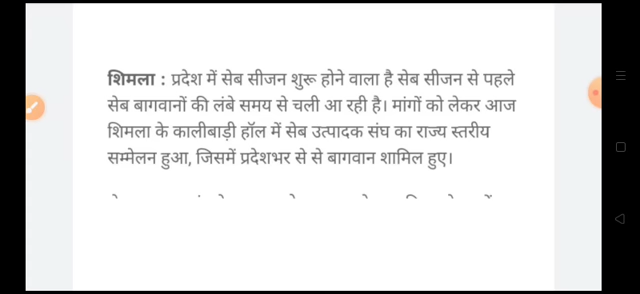 शिमला : प्रदेश में सेब सीजन शुरू होने वाला है सेब सीजन से पहले
सेब बागवानों की लंबे समय से चली आ रही है। मांगों को लेकर आज
शिमला के कालीबाड़ी हॉल में सेब उत्पादक संघ का राज्य स्तरीय
सम्मेलन हुआ, जिसमें प्रदेशभर से से बागवान शामिल हुए।